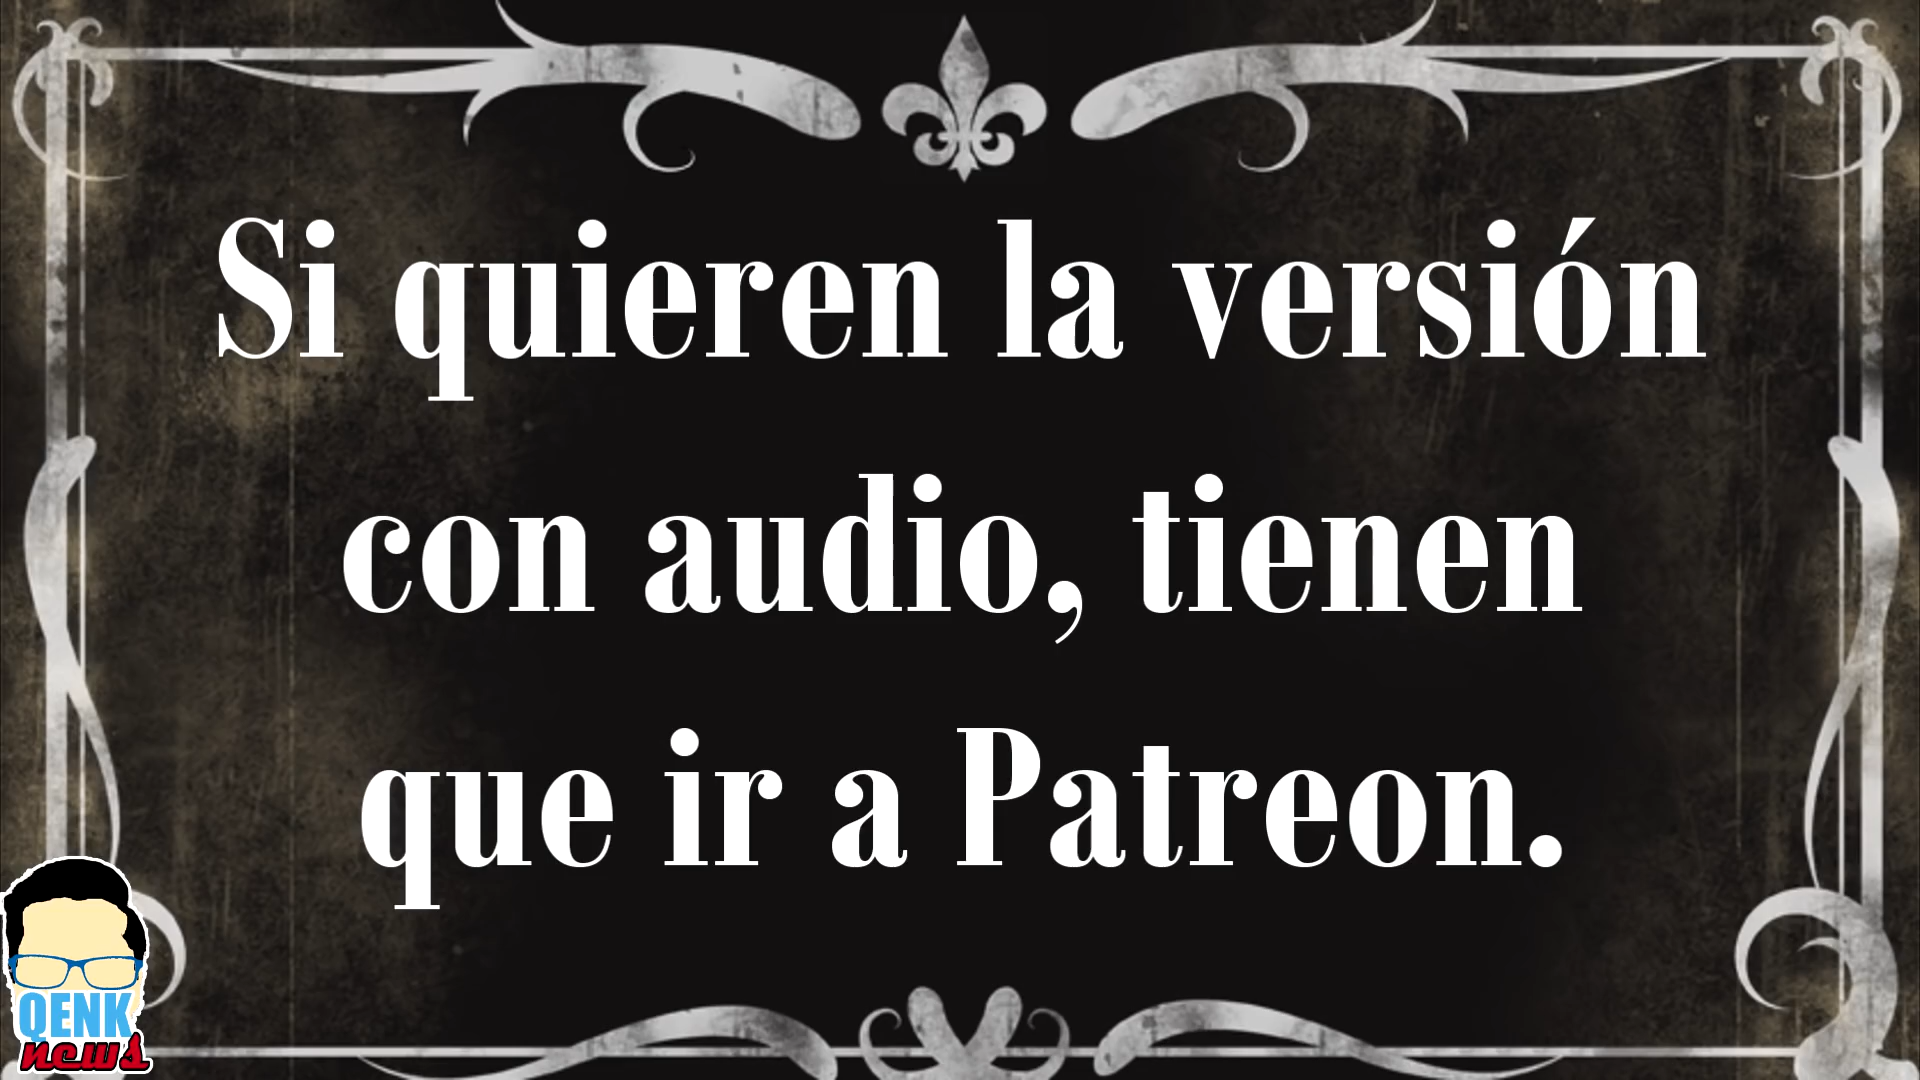 Si quieren la versión
con audio, tienen
que ir a Patreon.
QENK
news